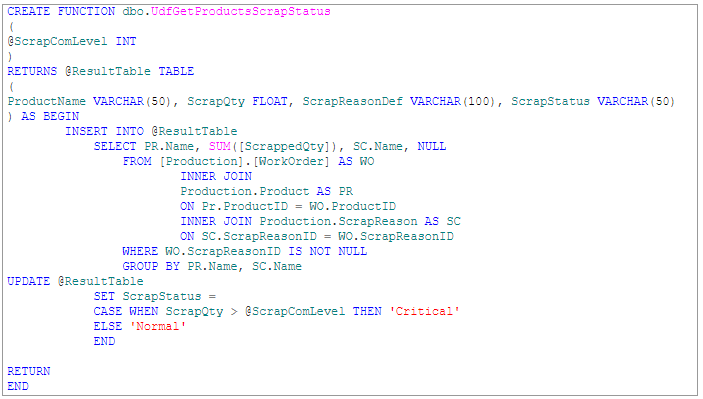 CREATE FUNCTION dbo.UdfGetProductsScrapStatus
(
@ScrapComLevel INT
)
RETURNS @ResultTable TABLE
(
ProductName VARCHAR(50), ScrapQty FLOAT, ScrapReasonDef VARCHAR(100), ScrapStatus VARCHAR(50)
) AS BEGIN
INSERT INTO @ResultTable
SELECT PR.Name, SUM([ScrappedQty]), SC.Name, NULL
FROM [Production].[WorkOrder] AS WO
INNER JOIN
Production.Product AS PR
ON Pr.ProductID = WO.ProductID
INNER JOIN Production.ScrapReason AS SC
ON SC.ScrapReasonID = WO.ScrapReasonID
WHERE WO.ScrapReasonID IS NOT NULL
GROUP BY PR.Name, SC.Name
UPDATE @ResultTable
SET ScrapStatus =
CASE WHEN ScrapQty > @ScrapComLevel THEN 'Critical'
ELSE 'Normal'
END
RETURN
END